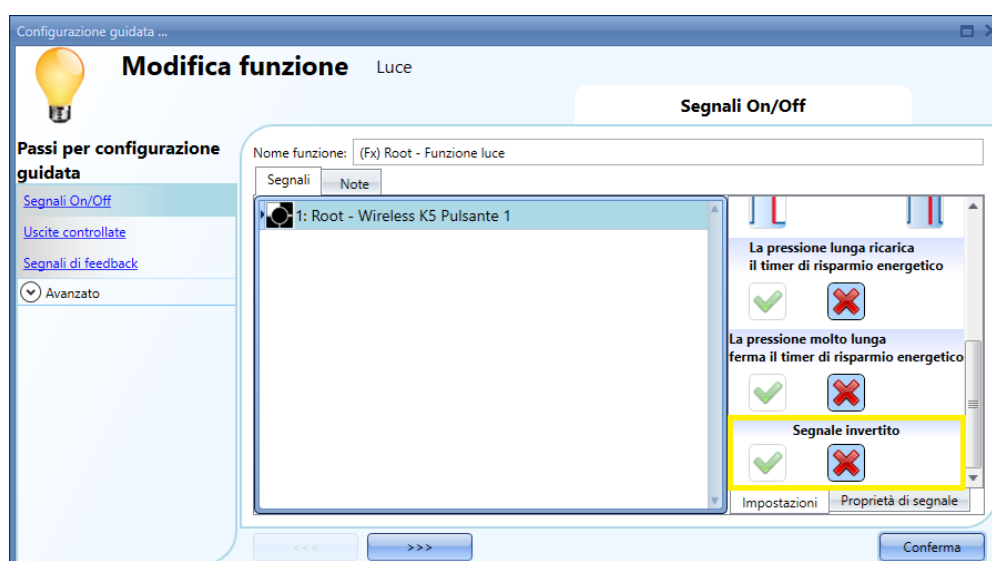 Configurazione guidata ...
Modifica funzione Luce
Segnali On/Off
Passi per configurazione
guidata
Segnali On/Off
Uscite controllate
Segnali di feedback
Avanzato
Nome funzione: (Fx) Root - Funzione luce
Segnali Note
1: Root - Wireless K5 Pulsante 1
La pressione lunga ricarica
il timer di risparmio energetico
La pressione molto lunga
ferma il timer di risparmio energetico
Segnale invertito
Impostazioni Proprietà di segnale
<<< >>> Conferma